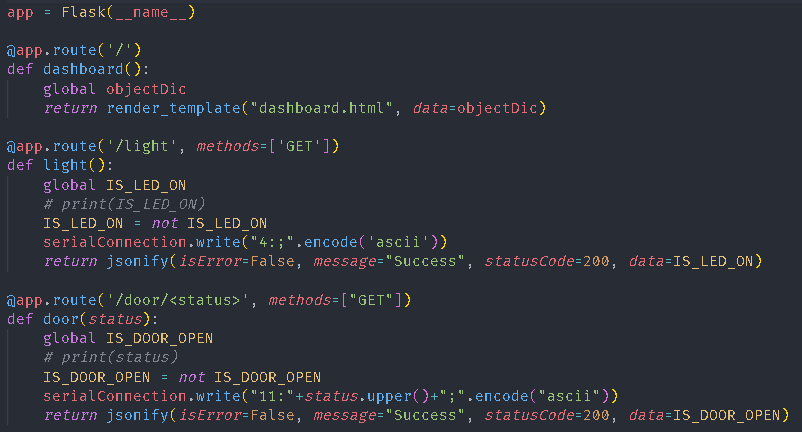 app = Flask(__name__)
@app.route('/')
def dashboard():
global objectDic
return render_template("dashboard.html", data=objectDic)
@app.route('/light', methods=['GET'])
def light():
global IS_LED_ON
# print(IS_LED_ON)
IS_LED_ON = not IS_LED_ON
serialConnection.write("4:;".encode('ascii'))
return jsonify(isError=False, message="Success", statusCode=200, data=IS_LED_ON)
@app.route('/door/<status>', methods=["GET"])
def door(status):
global IS_DOOR_OPEN
# print(status)
IS_DOOR_OPEN = not IS_DOOR_OPEN
serialConnection.write("11:"+status.upper()+";".encode("ascii"))
return jsonify(isError=False, message="Success", statusCode=200, data=IS_DOOR_OPEN)